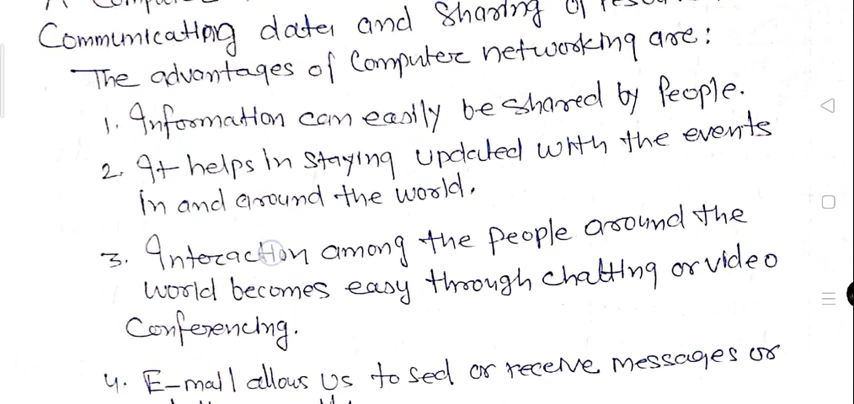 A Compu
Communicating data, and Sharing of resou
The advantages of Computer networking are:
1. Information can easily be shared by People.
2. It helps in staying updated with the events
in and around the world.
3. Interaction among the people around the
world becomes easy through chatting or video
Conferencing.
4. E-mail allows us to sed or receive messages or